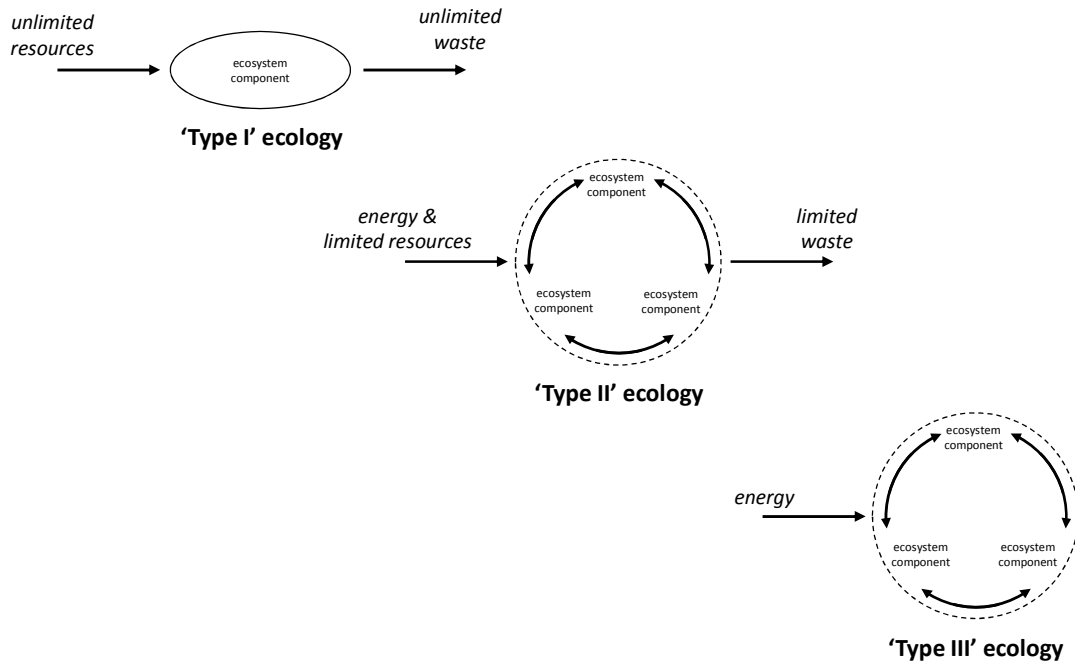 unlimited
resources
unlimited
waste
ecosystem
component
‘Type I’ ecology
energy &
limited resources
limited
waste
ecosystem
component
ecosystem
component
ecosystem
component
‘Type II’ ecology
energy
ecosystem
component
ecosystem
component
ecosystem
component
‘Type III’ ecology